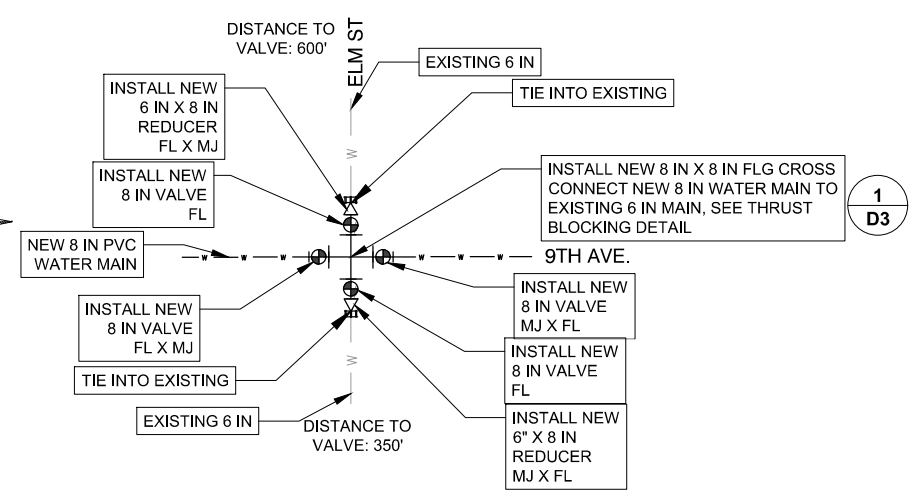 DISTANCE TO
VALVE: 600'
ELM ST
EXISTING 6 IN
TIE INTO EXISTING
INSTALL NEW
6 IN X 8 IN
REDUCER
FL X MJ
INSTALL NEW
8 IN VALVE
FL
W
INSTALL NEW 8 IN X 8 IN FLG CROSS
CONNECT NEW 8 IN WATER MAIN TO
EXISTING 6 IN MAIN, SEE THRUST
BLOCKING DETAIL
1
D3
NEW 8 IN PVC
WATER MAIN
W W W W W W
9TH AVE.
INSTALL NEW
8 IN VALVE
FL X MJ
INSTALL NEW
8 IN VALVE
MJ X FL
TIE INTO EXISTING
W
INSTALL NEW
8 IN VALVE
FL
EXISTING 6 IN
DISTANCE TO
VALVE: 350'
INSTALL NEW
6" X 8 IN
REDUCER
MJ X FL